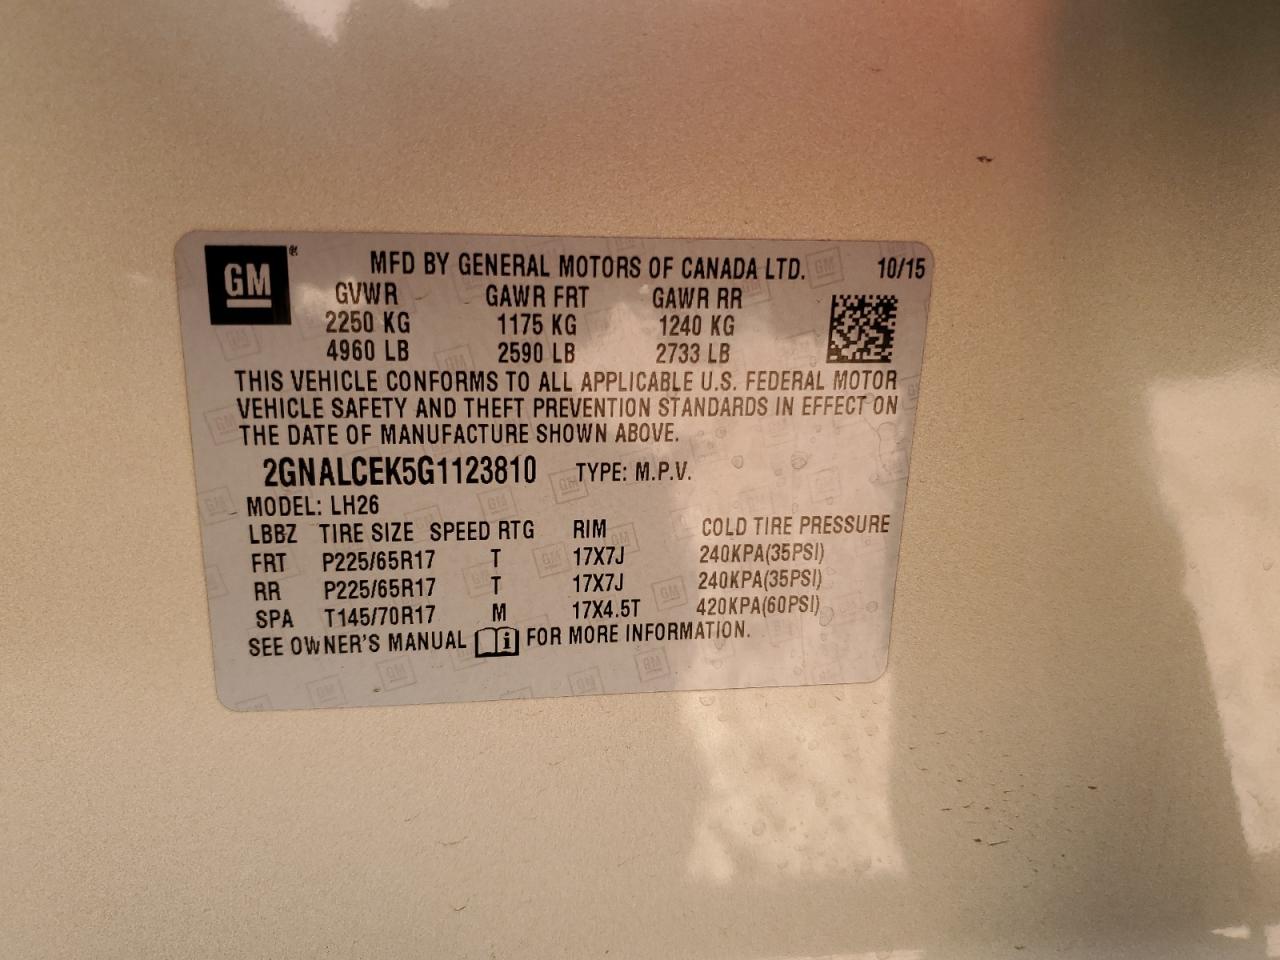 GM® MFD BY GENERAL MOTORS OF CANADA LTD. 10/15
GVWR GAWR FRT GAWR RR
2250 KG 1175 KG 1240 KG
4960 LB 2590 LB 2733 LB
THIS VEHICLE CONFORMS TO ALL APPLICABLE U.S. FEDERAL MOTOR
VEHICLE SAFETY AND THEFT PREVENTION STANDARDS IN EFFECT ON
THE DATE OF MANUFACTURE SHOWN ABOVE.
2GNALCEK5G1123810 TYPE: M.P.V.
MODEL: LH26
LBBZ TIRE SIZE SPEED RTG RIM COLD TIRE PRESSURE
FRT P225/65R17 T 17X7J 240KPA(35PSI)
RR P225/65R17 T 17X7J 240KPA(35PSI)
SPA T145/70R17 M 17X4.5T 420KPA(60PSI)
SEE OWNER'S MANUAL i FOR MORE INFORMATION.